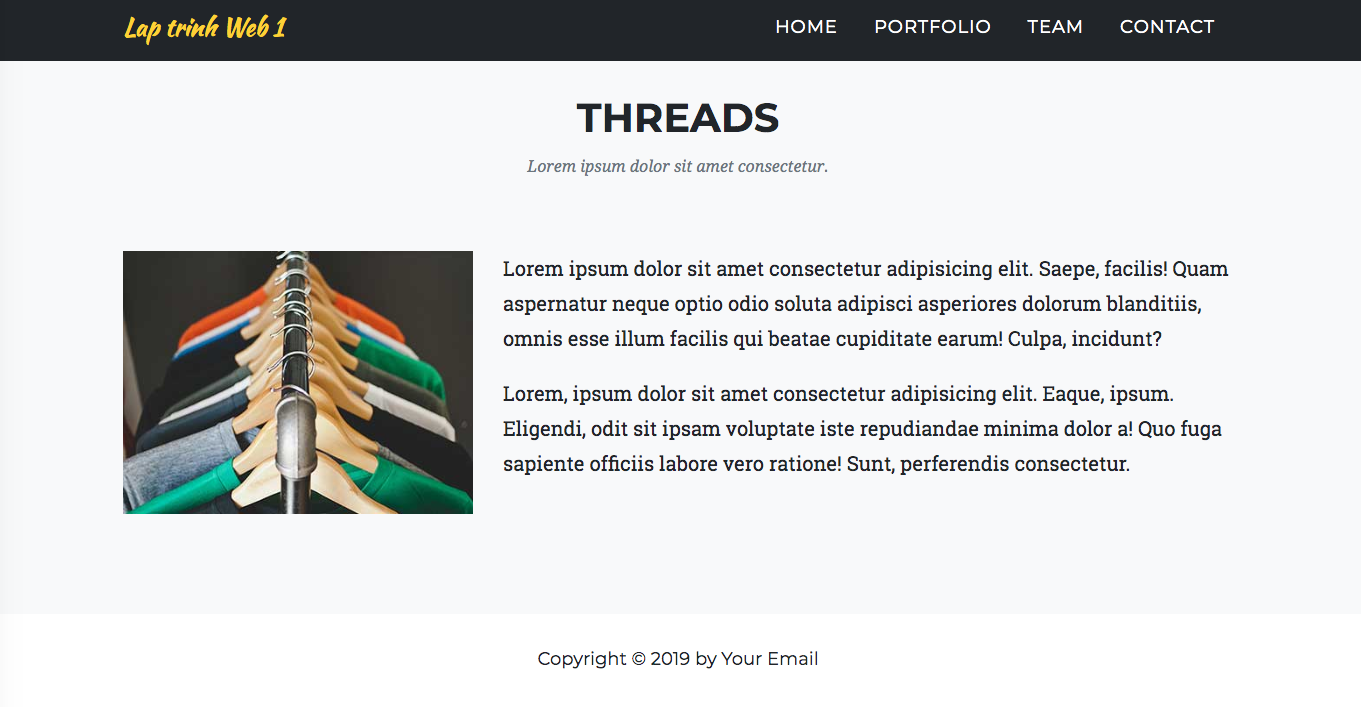 Lap trinh Web 1
HOME PORTFOLIO TEAM CONTACT
THREADS
Lorem ipsum dolor sit amet consectetur.
Lorem ipsum dolor sit amet consectetur adipisicing elit. Saepe, facilis! Quam
aspernatur neque optio odio soluta adipisci asperiores dolorum blanditiis,
omnis esse illum facilis qui beatae cupiditate earum! Culpa, incidunt?
Lorem, ipsum dolor sit amet consectetur adipisicing elit. Eaque, ipsum.
Eligendi, odit sit ipsam voluptate iste repudiandae minima dolor a! Quo fuga
sapiente officiis labore vero ratione! Sunt, perferendis consectetur.
Copyright © 2019 by Your Email